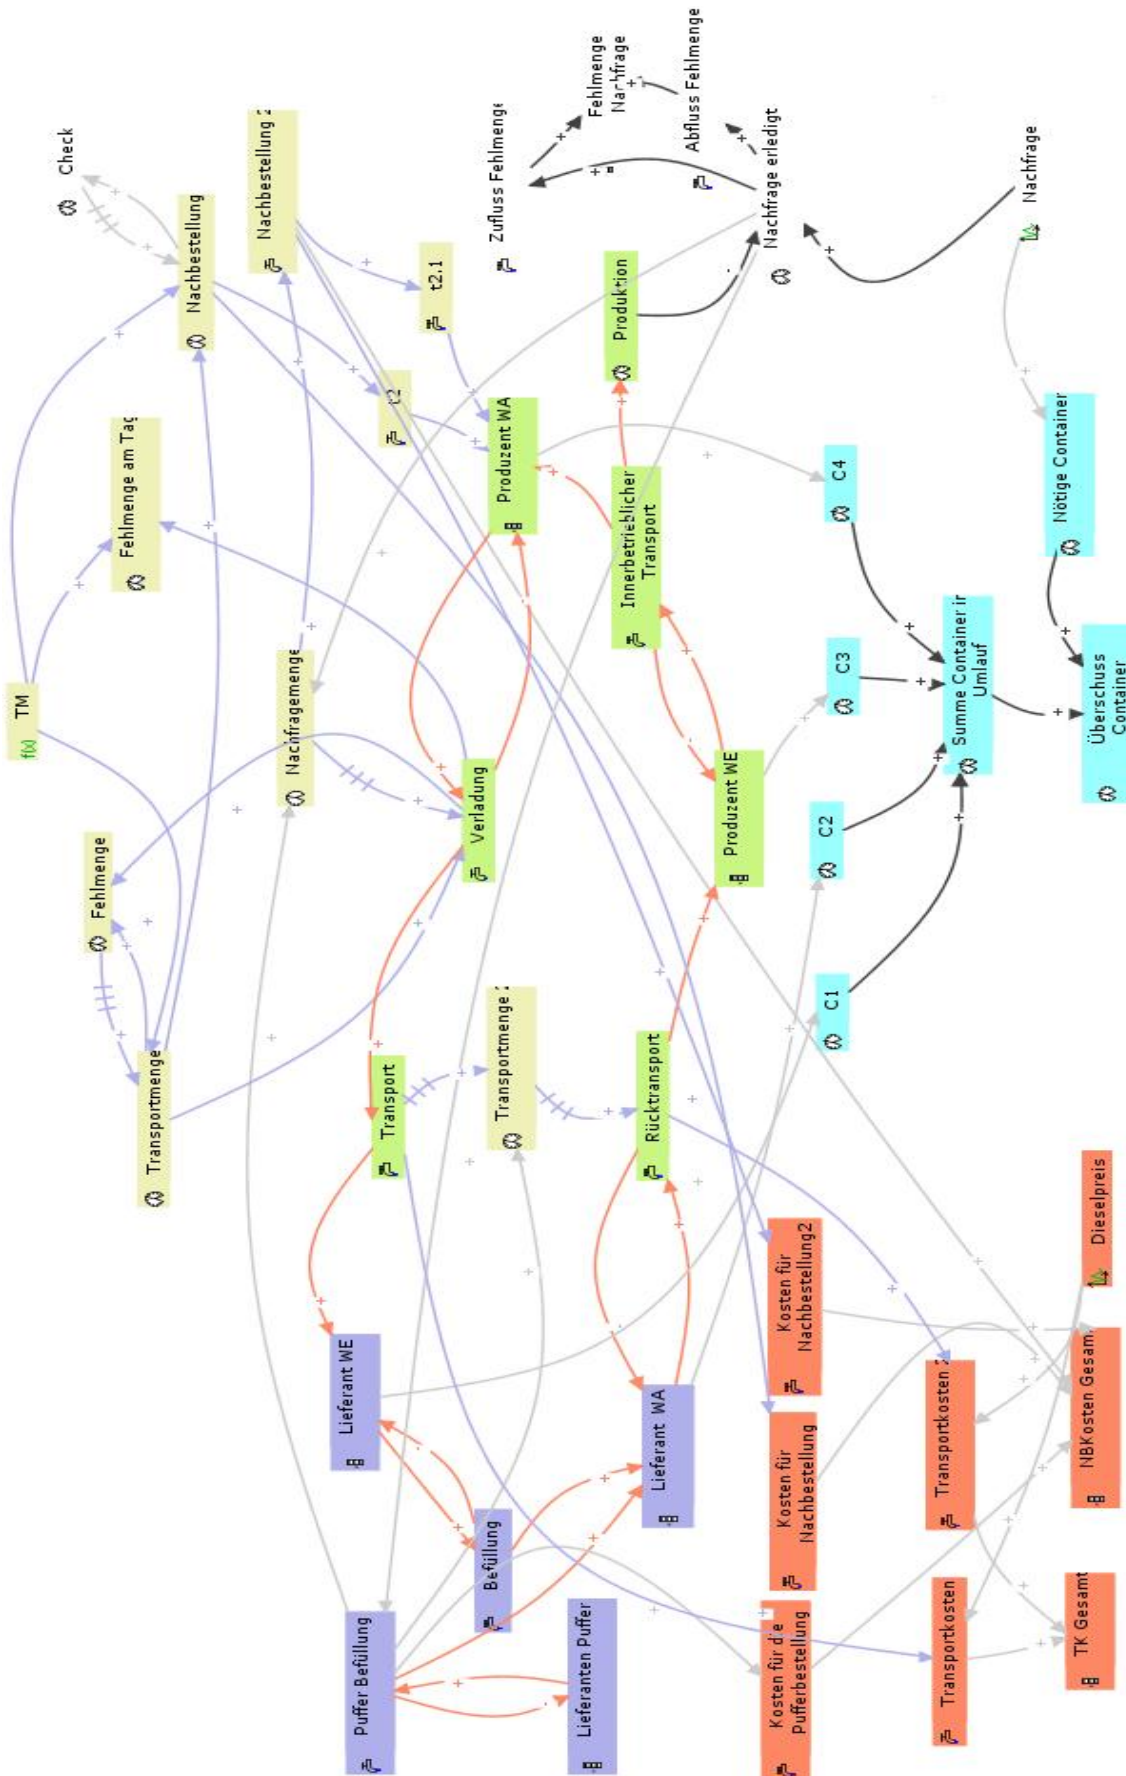 Check
Nachbestellung
Nachbestellung 2
Fehlmenge am Tag
TM
f(x)
Fehlmenge
Transportmenge
Nachfragemenge
t2.1
t2
Zufluss Fehlmenge
Fehlmenge
Nachfrage
Abfluss Fehlmenge
Nachfrage erledigt
Nachfrage
Produktion
Produzent WA
Innerbetrieblicher
Transport
Verladung
Produzent WE
Transport
Transportmenge 2
Rücktransport
C4
C3
C2
C1
Summe Container im
Umlauf
Nötige Container
Überschuss
Container
Lieferant WE
Lieferant WA
Befüllung
Puffer Befüllung
Lieferanten Puffer
Kosten für
Nachbestellung2
Kosten für
Nachbestellung
Kosten für die
Pufferbestellung
Transportkosten 2
Transportkosten
Dieselpreis
NBKosten Gesamt
TK Gesamt